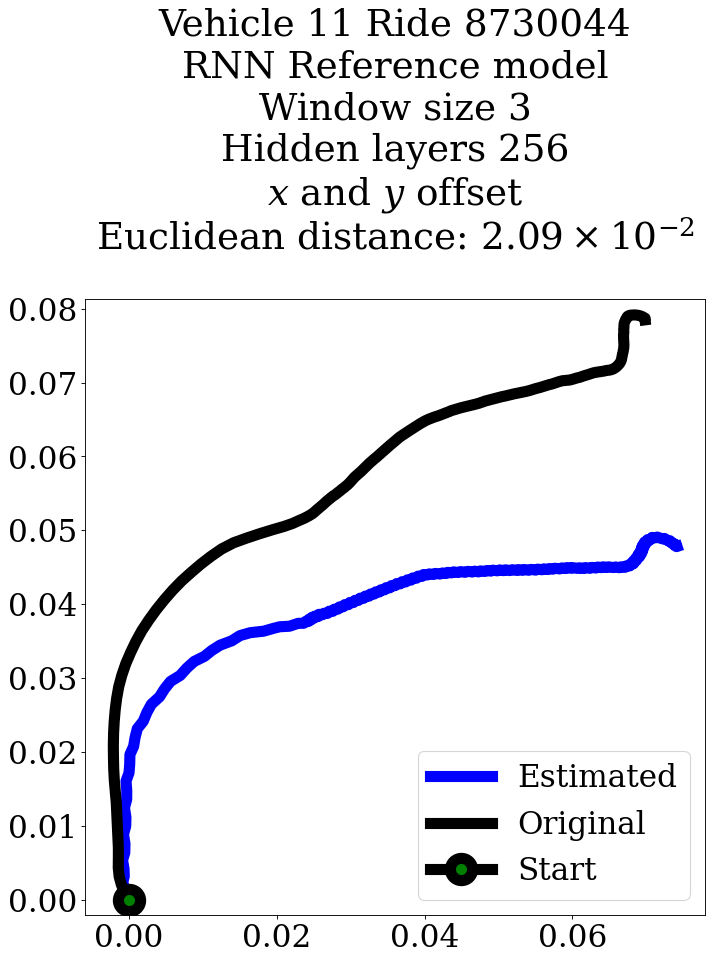 Vehicle 11 Ride 8730044
RNN Reference model
Window size 3
Hidden layers 256
x and y offset
Euclidean distance: 2.09 × 10⁻²
0.08
0.07
0.06
0.05
0.04
0.03
0.02
0.01
0.00
Estimated
Original
Start
0.00 0.02 0.04 0.06